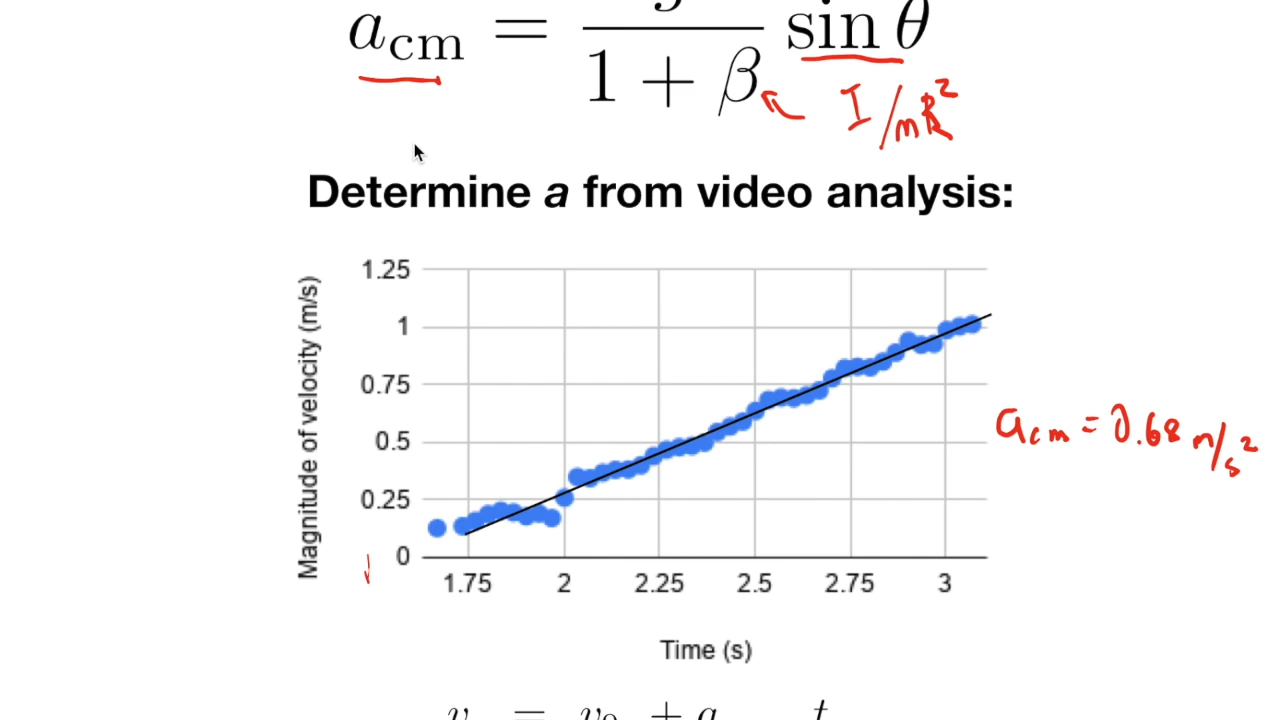 a_cm = g / 1 + β sin θ
I/mR²
Determine a from video analysis:
Magnitude of velocity (m/s)
1.25
1
0.75
0.5
0.25
0
1.75 2 2.25 2.5 2.75 3
Time (s)
a_cm = 0.68 m/s²